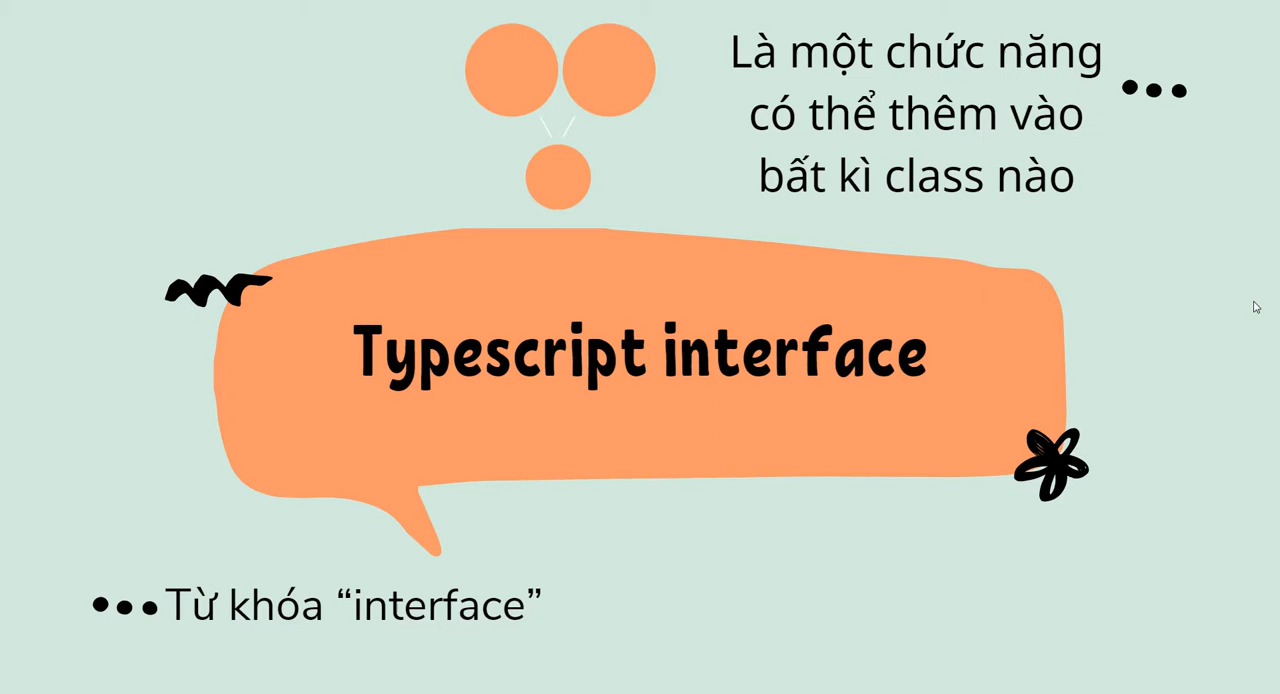 Là một chức năng
có thể thêm vào
bất kì class nào
Typescript interface
Từ khóa “interface”